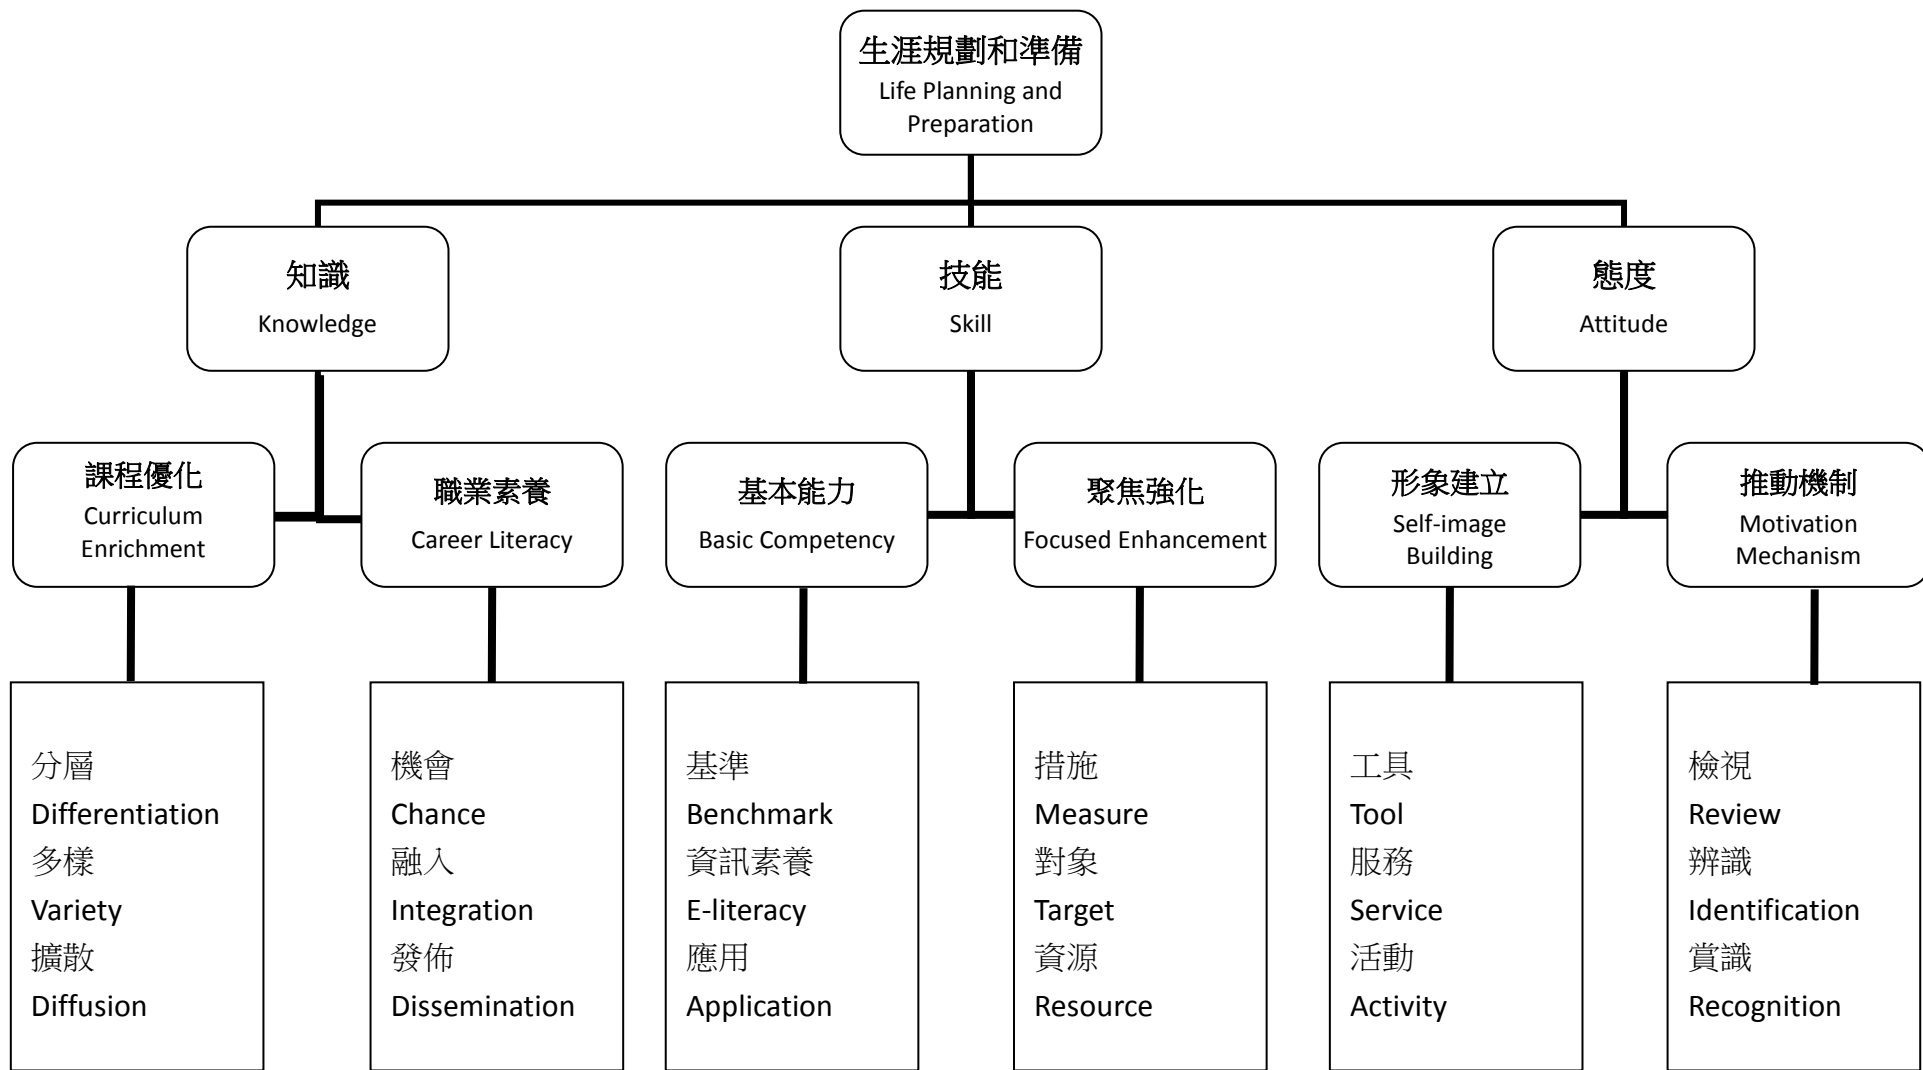 生涯規劃和準備
Life Planning and
Preparation
知識
Knowledge
技能
Skill
態度
Attitude
課程優化
Curriculum
Enrichment
職業素養
Career Literacy
基本能力
Basic Competency
聚焦強化
Focused Enhancement
形象建立
Self-image
Building
推動機制
Motivation
Mechanism
分層
Differentiation
多樣
Variety
擴散
Diffusion
機會
Chance
融入
Integration
發佈
Dissemination
基準
Benchmark
資訊素養
E-literacy
應用
Application
措施
Measure
對象
Target
資源
Resource
工具
Tool
服務
Service
活動
Activity
檢視
Review
辨識
Identification
賞識
Recognition